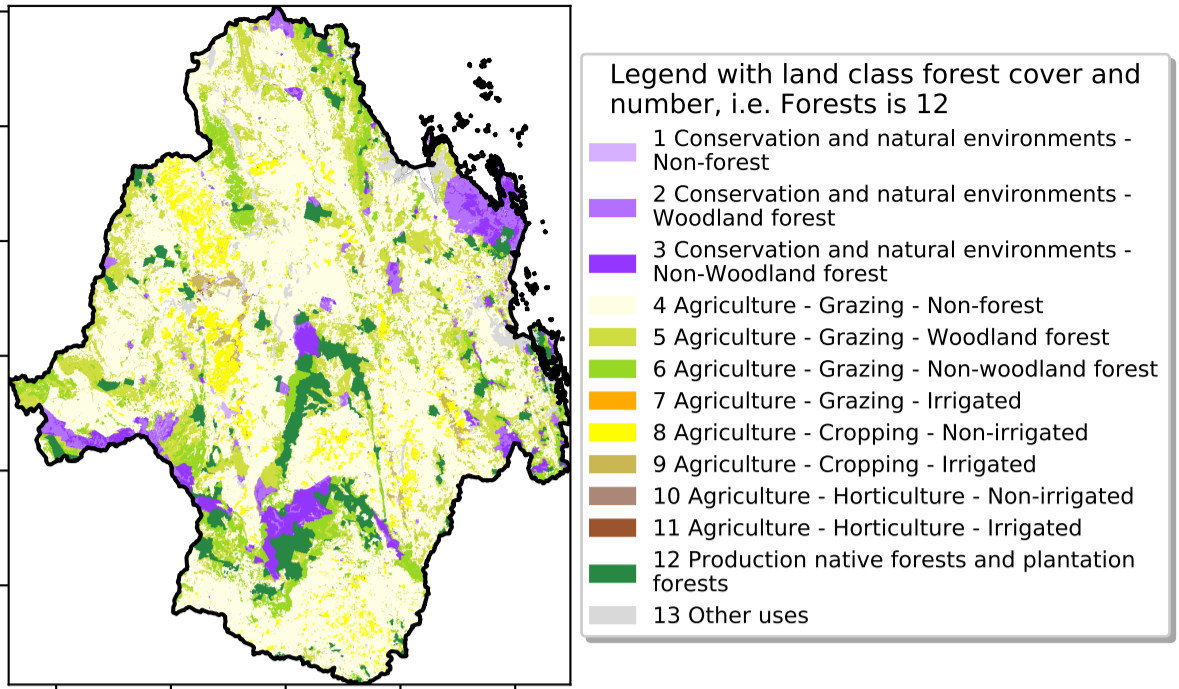 Legend with land class forest cover and
number, i.e. Forests is 12
1 Conservation and natural environments -
Non-forest
2 Conservation and natural environments -
Woodland forest
3 Conservation and natural environments -
Non-Woodland forest
4 Agriculture - Grazing - Non-forest
5 Agriculture - Grazing - Woodland forest
6 Agriculture - Grazing - Non-woodland forest
7 Agriculture - Grazing - Irrigated
8 Agriculture - Cropping - Non-irrigated
9 Agriculture - Cropping - Irrigated
10 Agriculture - Horticulture - Non-irrigated
11 Agriculture - Horticulture - Irrigated
12 Production native forests and plantation
forests
13 Other uses